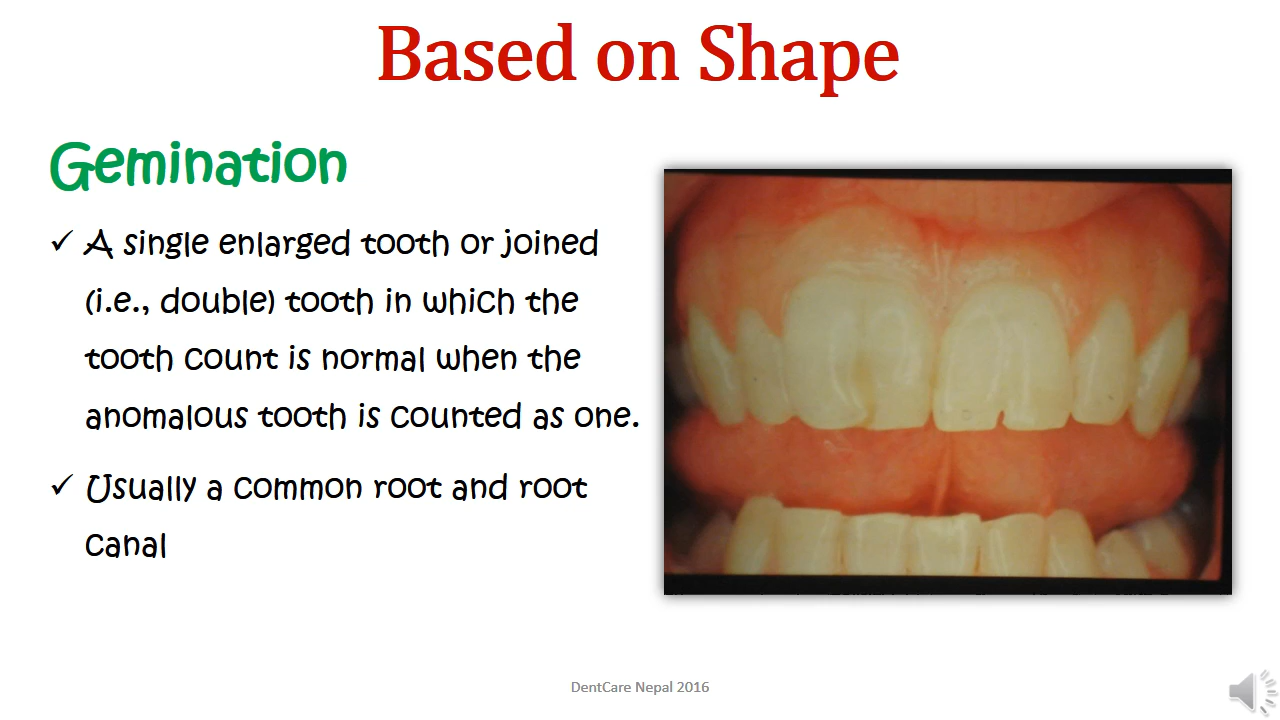 Based on Shape
Gemination
✓ A single enlarged tooth or joined
(i.e., double) tooth in which the
tooth count is normal when the
anomalous tooth is counted as one.
✓ Usually a common root and root
canal
DentCare Nepal 2016